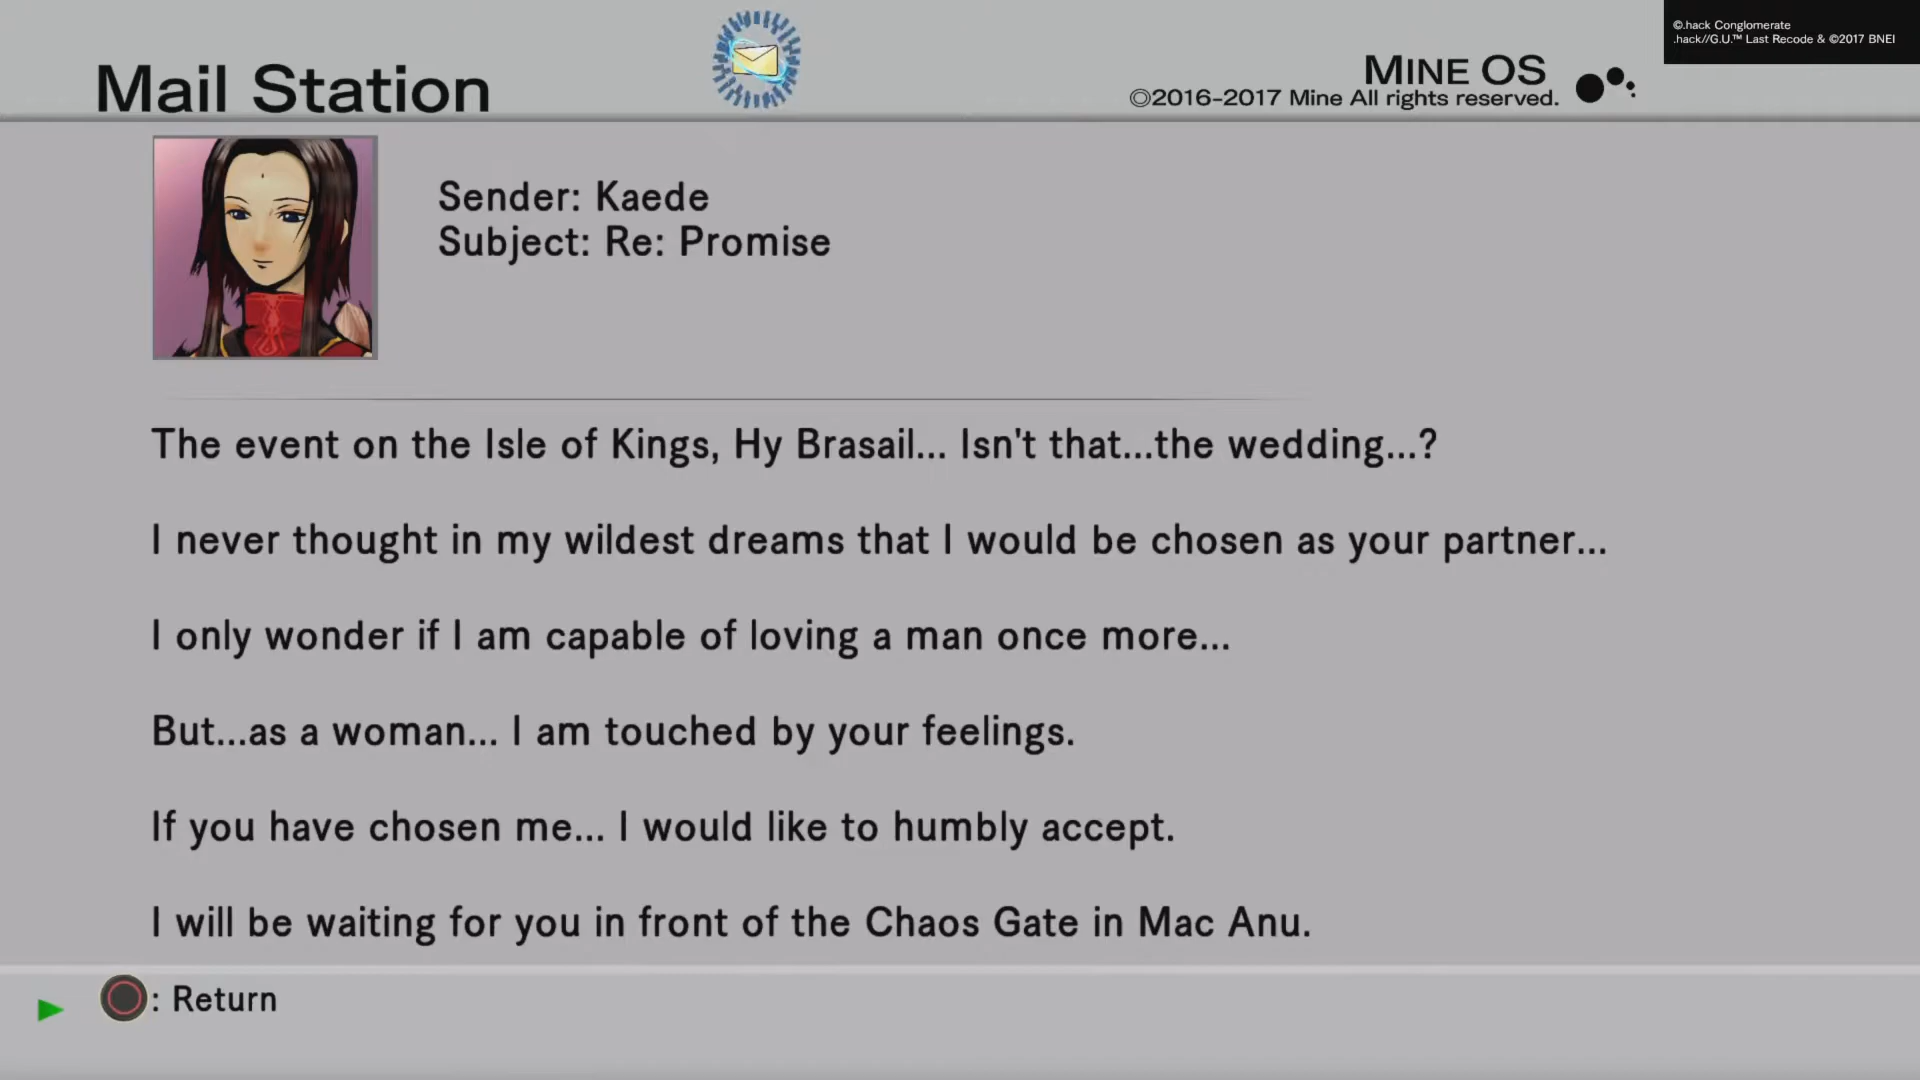 ©.hack Conglomerate
.hack//G.U.™ Last Recode & ©2017 BNEI
Mail Station
MINE OS
©2016-2017 Mine All rights reserved.
Sender: Kaede
Subject: Re: Promise
The event on the Isle of Kings, Hy Brasail... Isn't that...the wedding...?
I never thought in my wildest dreams that I would be chosen as your partner...
I only wonder if I am capable of loving a man once more...
But...as a woman... I am touched by your feelings.
If you have chosen me... I would like to humbly accept.
I will be waiting for you in front of the Chaos Gate in Mac Anu.
: Return